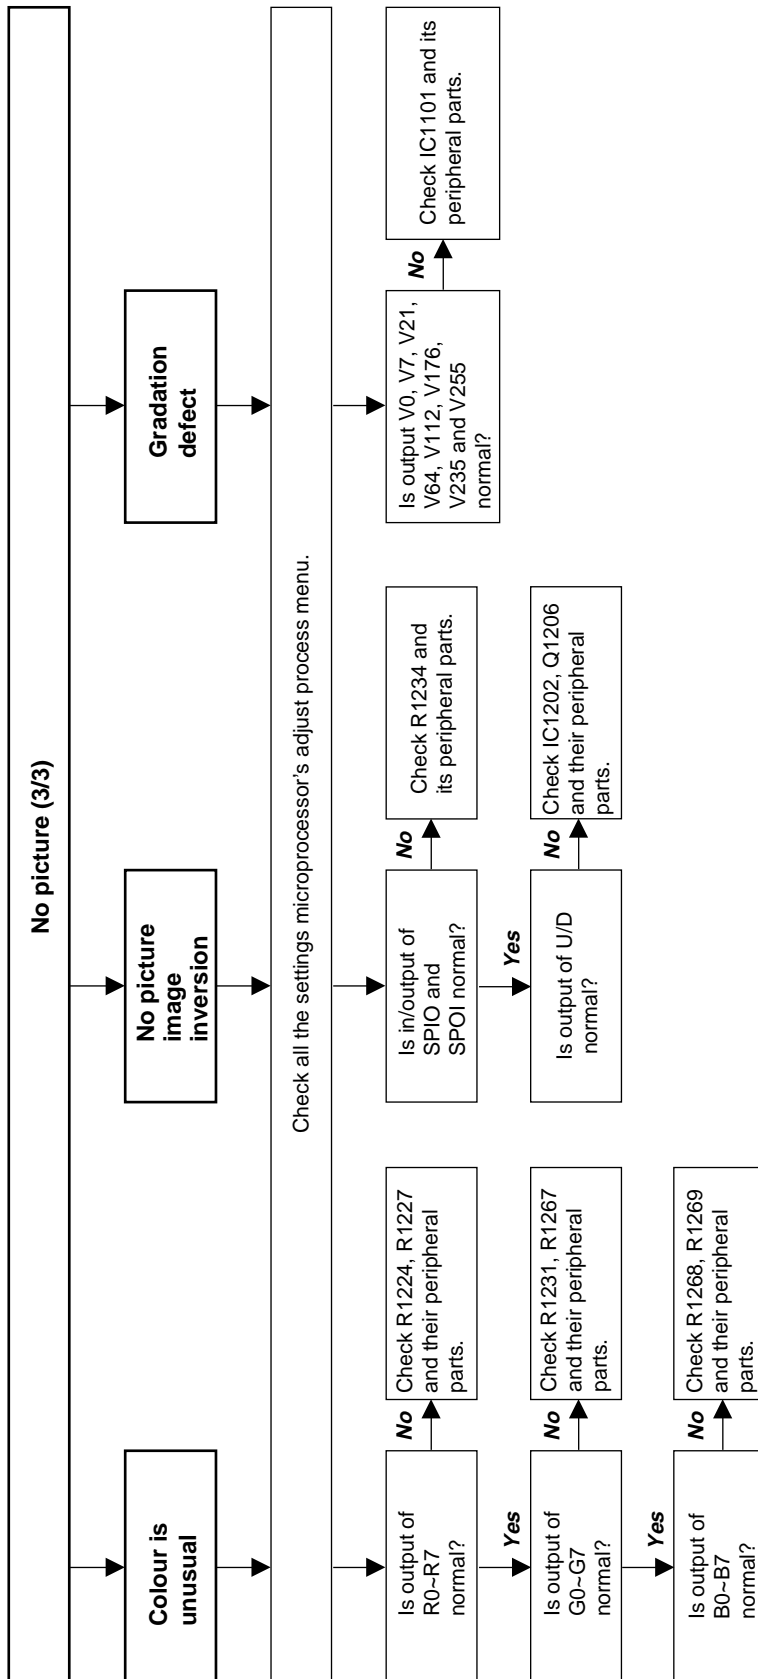 No picture (3/3)
Colour is
unusual
No picture
image
inversion
Gradation
defect
Check all the settings microprocessor's adjust process menu.
Is output of
R0~R7
normal?
No
Check R1224, R1227
and their peripheral
parts.
Yes
Is output of
G0~G7
normal?
No
Check R1231, R1267
and their peripheral
parts.
Yes
Is output of
B0~B7
normal?
No
Check R1268, R1269
and their peripheral
parts.
Is in/output of
SPIO and
SPOI normal?
No
Check R1234 and
its peripheral parts.
Yes
Is output of U/D
normal?
No
Check IC1202, Q1206
and their peripheral
parts.
Is output V0, V7, V21,
V64, V112, V176,
V235 and V255
normal?
No
Check IC1101 and its
peripheral parts.